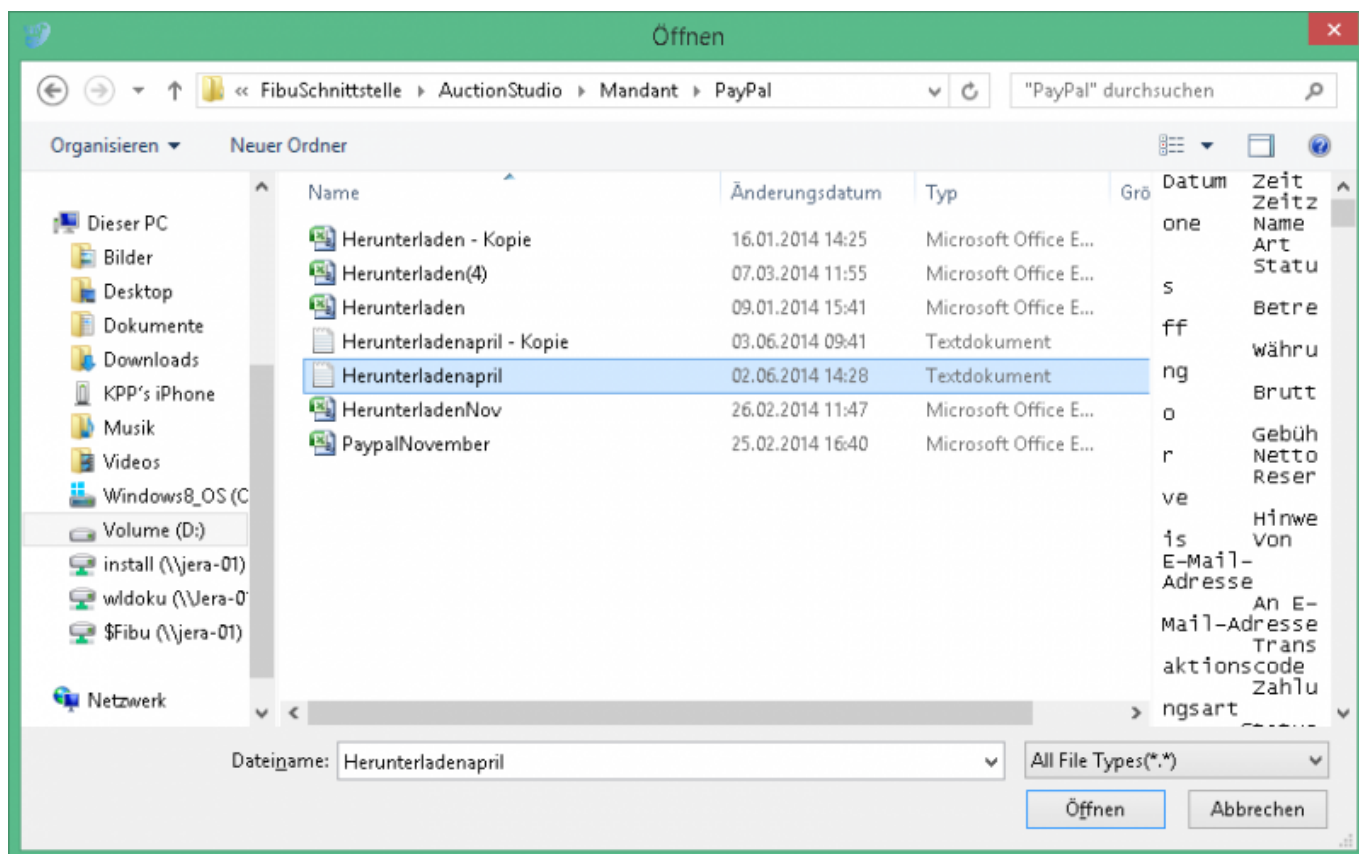 Öffnen
« FibuSchnittstelle ▸ AuctionStudio ▸ Mandant ▸ PayPal
"PayPal" durchsuchen
Organisieren
Neuer Ordner
Dieser PC
Bilder
Desktop
Dokumente
Downloads
KPP's iPhone
Musik
Videos
Windows8_OS (C
Volume (D:)
install (\\jera-01)
wldoku (\\Jera-0
$Fibu (\\jera-01)
Netzwerk
Name Änderungsdatum Typ Grö
Herunterladen - Kopie 16.01.2014 14:25 Microsoft Office E...
Herunterladen(4) 07.03.2014 11:55 Microsoft Office E...
Herunterladen 09.01.2014 15:41 Microsoft Office E...
Herunterladenapril - Kopie 03.06.2014 09:41 Textdokument
Herunterladenapril 02.06.2014 14:28 Textdokument
HerunterladenNov 26.02.2014 11:47 Microsoft Office E...
PaypalNovember 25.02.2014 16:40 Microsoft Office E...
Datum Zeit
Zeitz
one Name
Art
Statu
s
Betre
ff
Währu
ng
Brutt
o
Gebüh
r Netto
Reser
ve
Hinwe
is Von
E-Mail-
Adresse
An E-
Mail-Adresse
Trans
aktionscode
Zahlu
ngsart
Dateiname: Herunterladenapril
All File Types(*.*)
Öffnen
Abbrechen